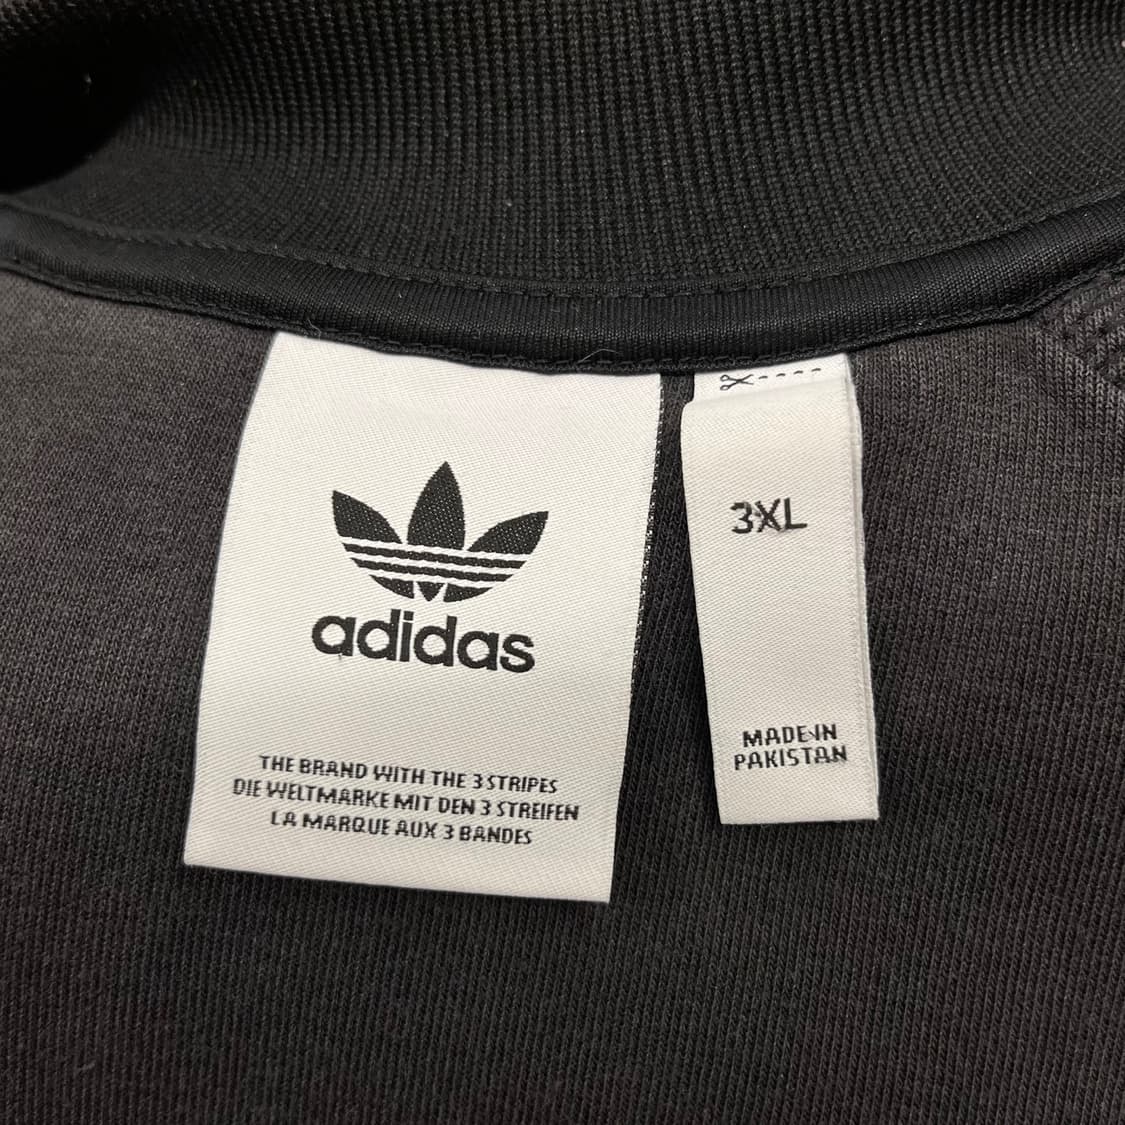 adidas
THE BRAND WITH THE 3 STRIPES
DIE WELTMARKE MIT DEN 3 STREIFEN
LA MARQUE AUX 3 BANDES
3XL
MADE IN
PAKISTAN